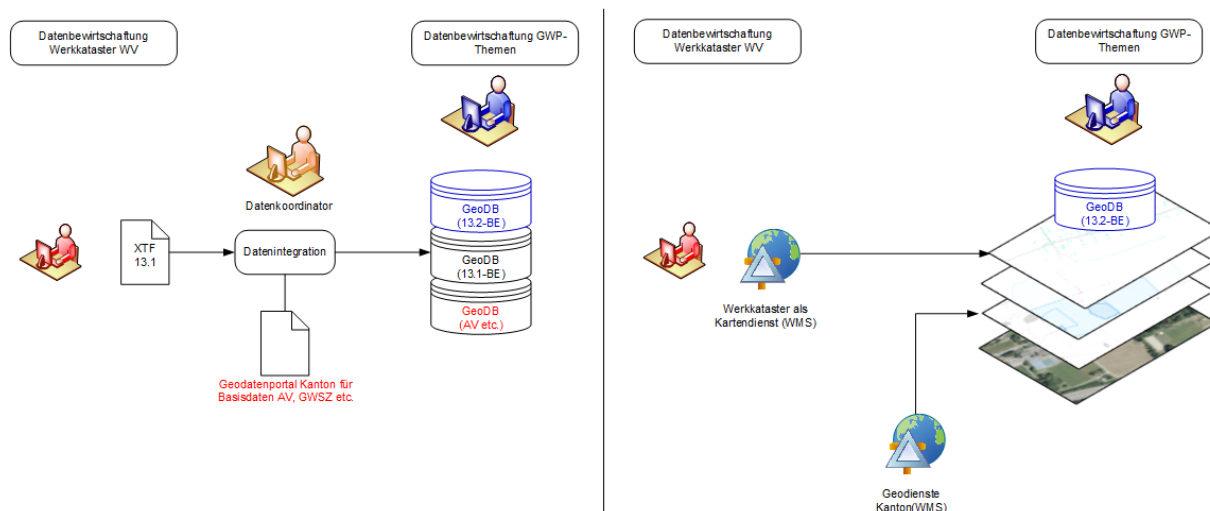 Datenbewirtschaftung
Werkkataster WV
Datenbewirtschaftung GWP-
Themen
Datenkoordinator
XTF
13.1
Datenintegration
GeoDB
(13.2-BE)
GeoDB
(13.1-BE)
GeoDB
(AV etc.)
Geodatenportal Kanton für
Basisdaten AV, GWSZ etc.
Datenbewirtschaftung
Werkkataster WV
Datenbewirtschaftung GWP-
Themen
GeoDB
(13.2-BE)
Werkkataster als
Kartendienst (WMS)
Geodienste
Kanton(WMS)